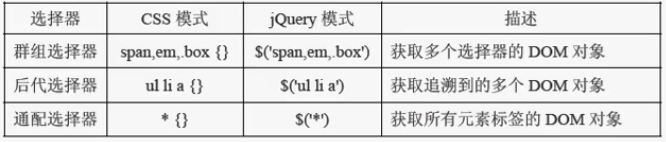 选择器 CSS 模式 jQuery 模式 描述
群组选择器 span,em,.box {} $('span,em,.box') 获取多个选择器的 DOM 对象
后代选择器 ul li a {} $('ul li a') 获取追溯到的多个 DOM 对象
通配选择器 * {} $('*') 获取所有元素标签的 DOM 对象